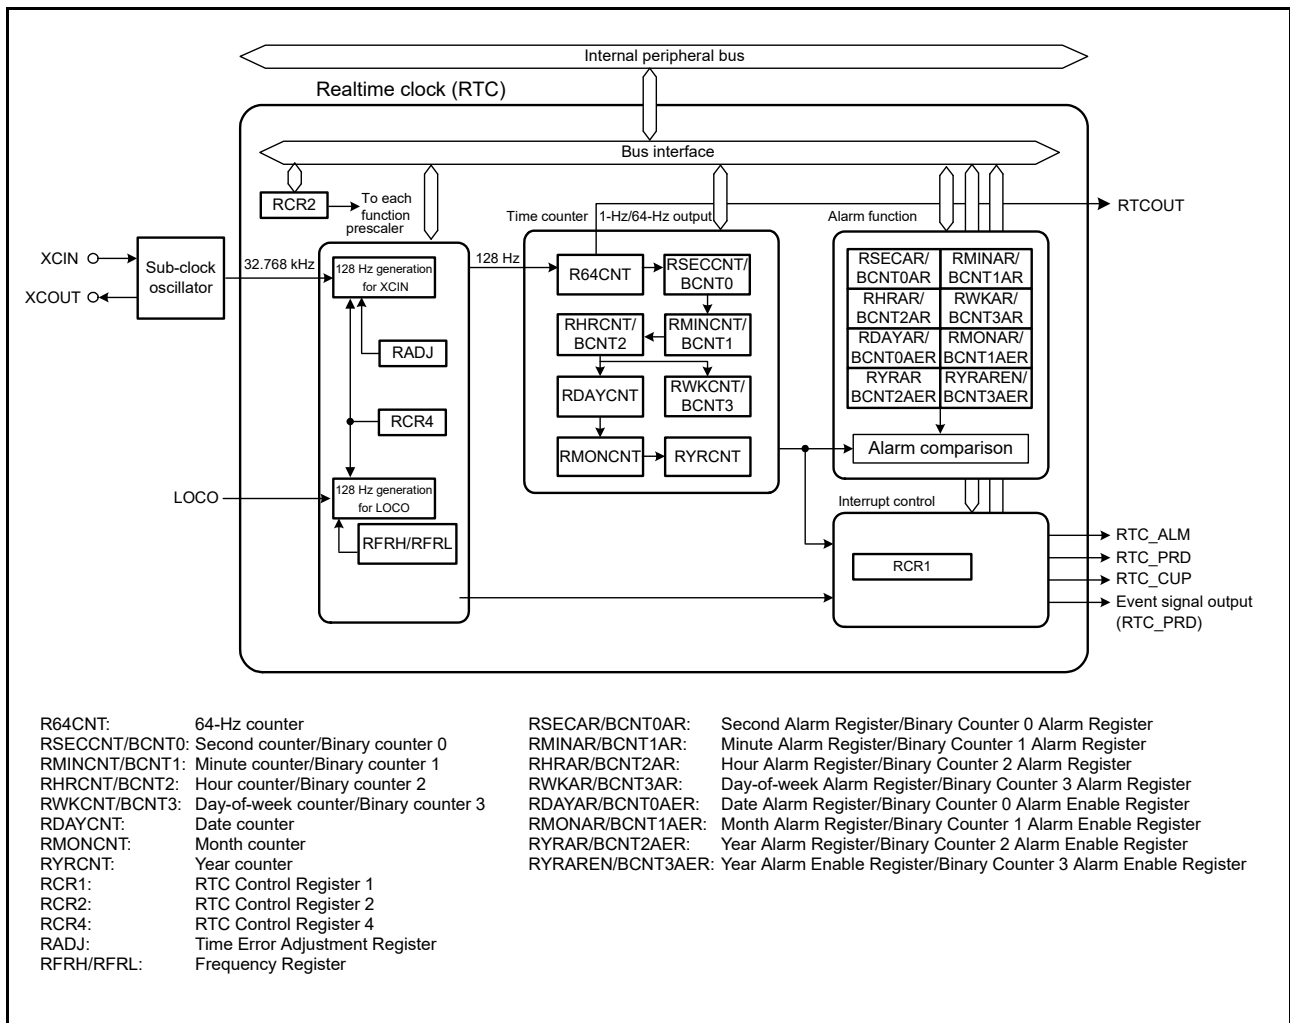 Internal peripheral bus
Realtime clock (RTC)
Bus interface
RCR2
To each
function
prescaler
Time counter
1-Hz/64-Hz output
Alarm function
RTCOUT
XCIN
XCOUT
Sub-clock
oscillator
32.768 kHz
128 Hz generation
for XCIN
RADJ
RCR4
LOCO
128 Hz generation
for LOCO
RFRH/RFRL
128 Hz
R64CNT
RSECCNT/
BCNT0
RHRCNT/
BCNT2
RMINCNT/
BCNT1
RDAYCNT
RWKCNT/
BCNT3
RMONCNT
RYRCNT
RSECAR/
BCNT0AR
RMINAR/
BCNT1AR
RHRAR/
BCNT2AR
RWKAR/
BCNT3AR
RDAYAR/
BCNT0AER
RMONAR/
BCNT1AER
RYRAR
BCNT2AER
RYRAREN/
BCNT3AER
Alarm comparison
Interrupt control
RCR1
RTC_ALM
RTC_PRD
RTC_CUP
Event signal output
(RTC_PRD)
R64CNT: 64-Hz counter
RSECCNT/BCNT0: Second counter/Binary counter 0
RMINCNT/BCNT1: Minute counter/Binary counter 1
RHRCNT/BCNT2: Hour counter/Binary counter 2
RWKCNT/BCNT3: Day-of-week counter/Binary counter 3
RDAYCNT: Date counter
RMONCNT: Month counter
RYRCNT: Year counter
RCR1: RTC Control Register 1
RCR2: RTC Control Register 2
RCR4: RTC Control Register 4
RADJ: Time Error Adjustment Register
RFRH/RFRL: Frequency Register
RSECAR/BCNT0AR: Second Alarm Register/Binary Counter 0 Alarm Register
RMINAR/BCNT1AR: Minute Alarm Register/Binary Counter 1 Alarm Register
RHRAR/BCNT2AR: Hour Alarm Register/Binary Counter 2 Alarm Register
RWKAR/BCNT3AR: Day-of-week Alarm Register/Binary Counter 3 Alarm Register
RDAYAR/BCNT0AER: Date Alarm Register/Binary Counter 0 Alarm Enable Register
RMONAR/BCNT1AER: Month Alarm Register/Binary Counter 1 Alarm Enable Register
RYRAR/BCNT2AER: Year Alarm Register/Binary Counter 2 Alarm Enable Register
RYRAREN/BCNT3AER: Year Alarm Enable Register/Binary Counter 3 Alarm Enable Register